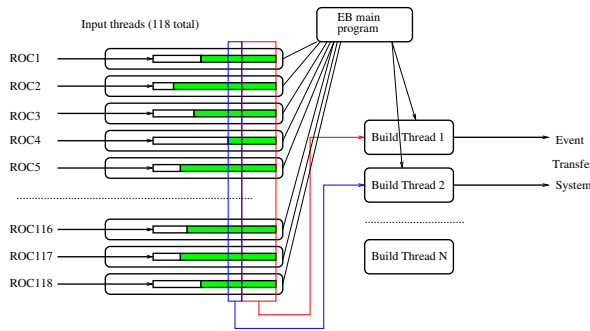 Input threads (118 total)
EB main
program
ROC1
ROC2
ROC3
ROC4
ROC5
ROC116
ROC117
ROC118
Build Thread 1
Build Thread 2
Build Thread N
Event
Transfer
System